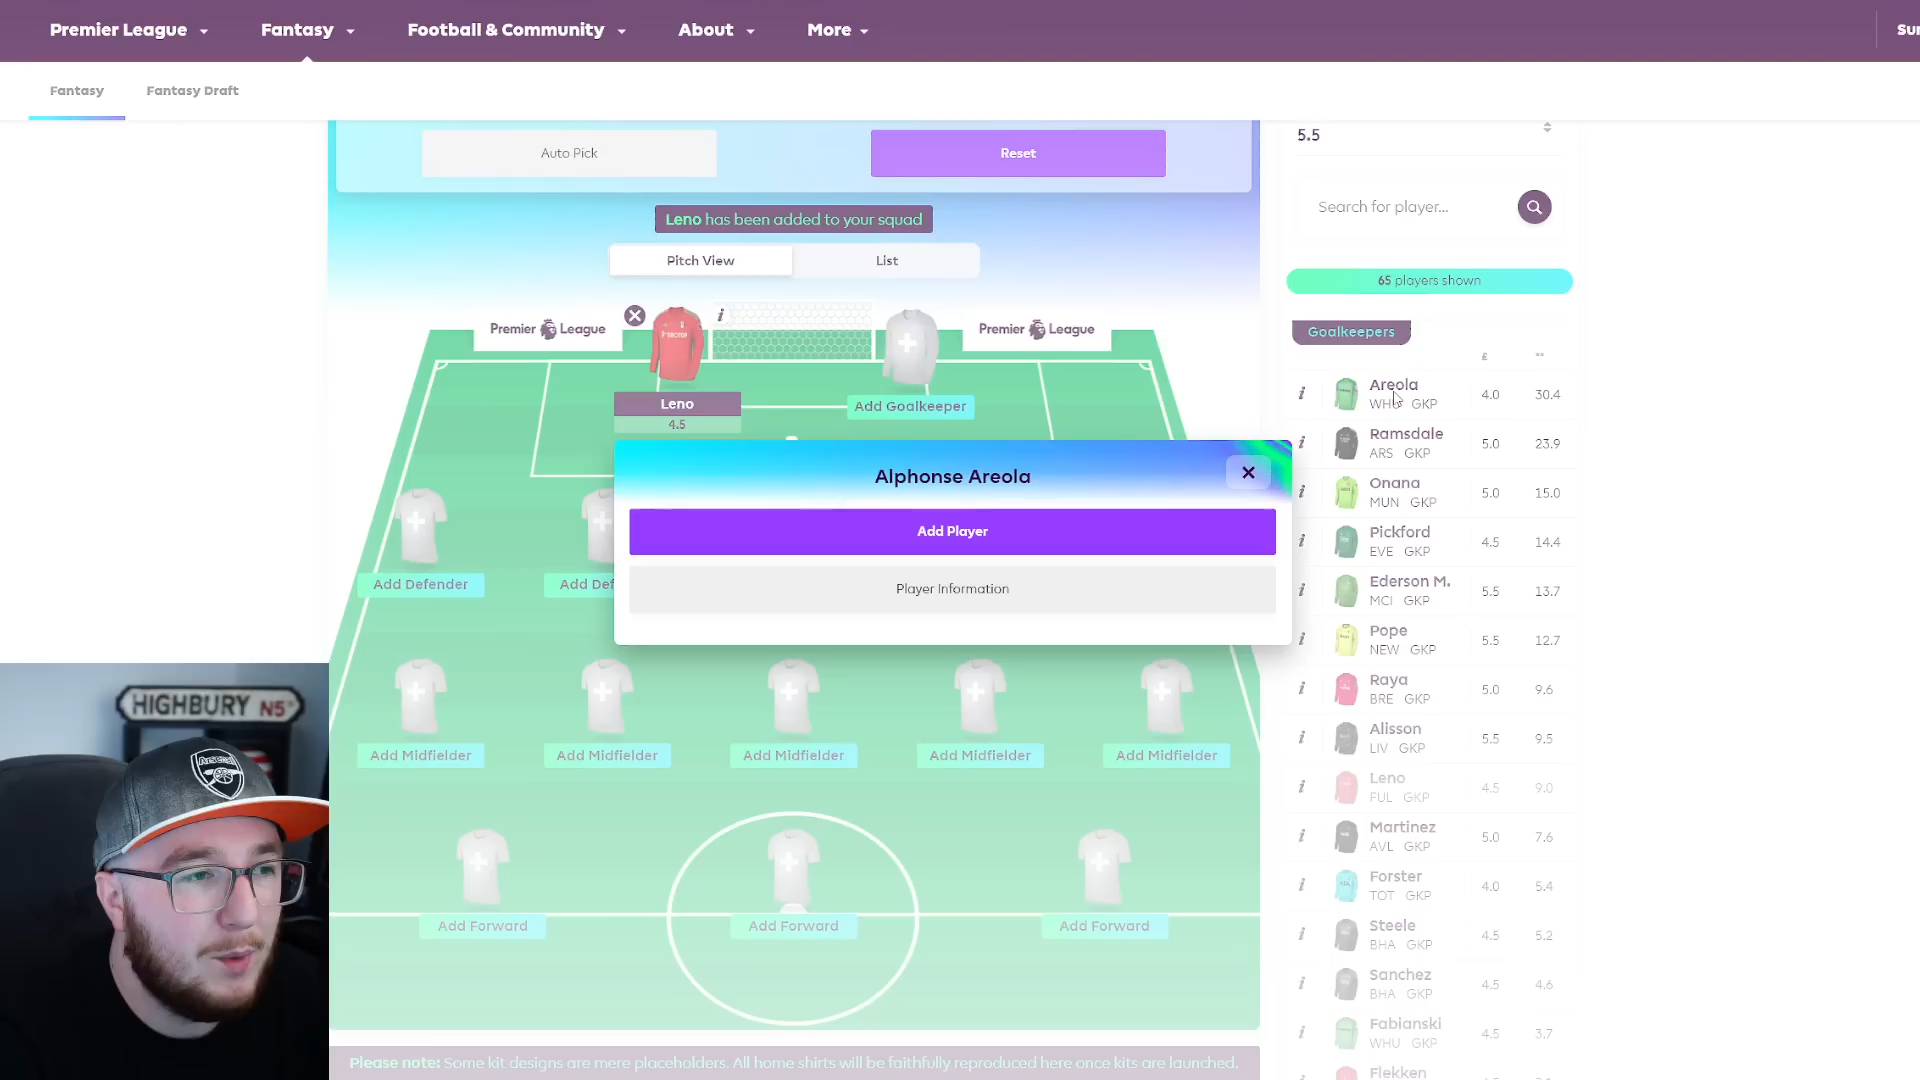 Premier League
Fantasy
Football & Community
About
More
Fantasy
Fantasy Draft
Auto Pick
Reset
5.5
Search for player...
Leno has been added to your squad
Pitch View
List
65 players shown
Goalkeepers
£
**
Premier League
Premier League
Leno
4.5
Add Goalkeeper
Alphonse Areola
Add Player
Player Information
Add Defender
Add Def
Add Midfielder
Add Midfielder
Add Midfielder
Add Midfielder
Add Midfielder
Add Forward
Add Forward
Add Forward
Areola
WHU GKP
4.0
30.4
Ramsdale
ARS GKP
5.0
23.9
Onana
MUN GKP
5.0
15.0
Pickford
EVE GKP
4.5
14.4
Ederson M.
MCI GKP
5.5
13.7
Pope
NEW GKP
5.5
12.7
Raya
BRE GKP
5.0
9.6
Alisson
LIV GKP
5.5
9.5
Leno
FUL GKP
4.5
9.0
Martinez
AVL GKP
5.0
7.6
Forster
TOT GKP
4.0
5.4
Steele
BHA GKP
4.5
5.2
Sanchez
BHA GKP
4.5
4.6
Fabianski
WHU GKP
4.5
3.7
Flekken
Please note: Some kit designs are mere placeholders. All home shirts will be faithfully reproduced here once kits are launched.
HIGHBURY N5
Arsenal